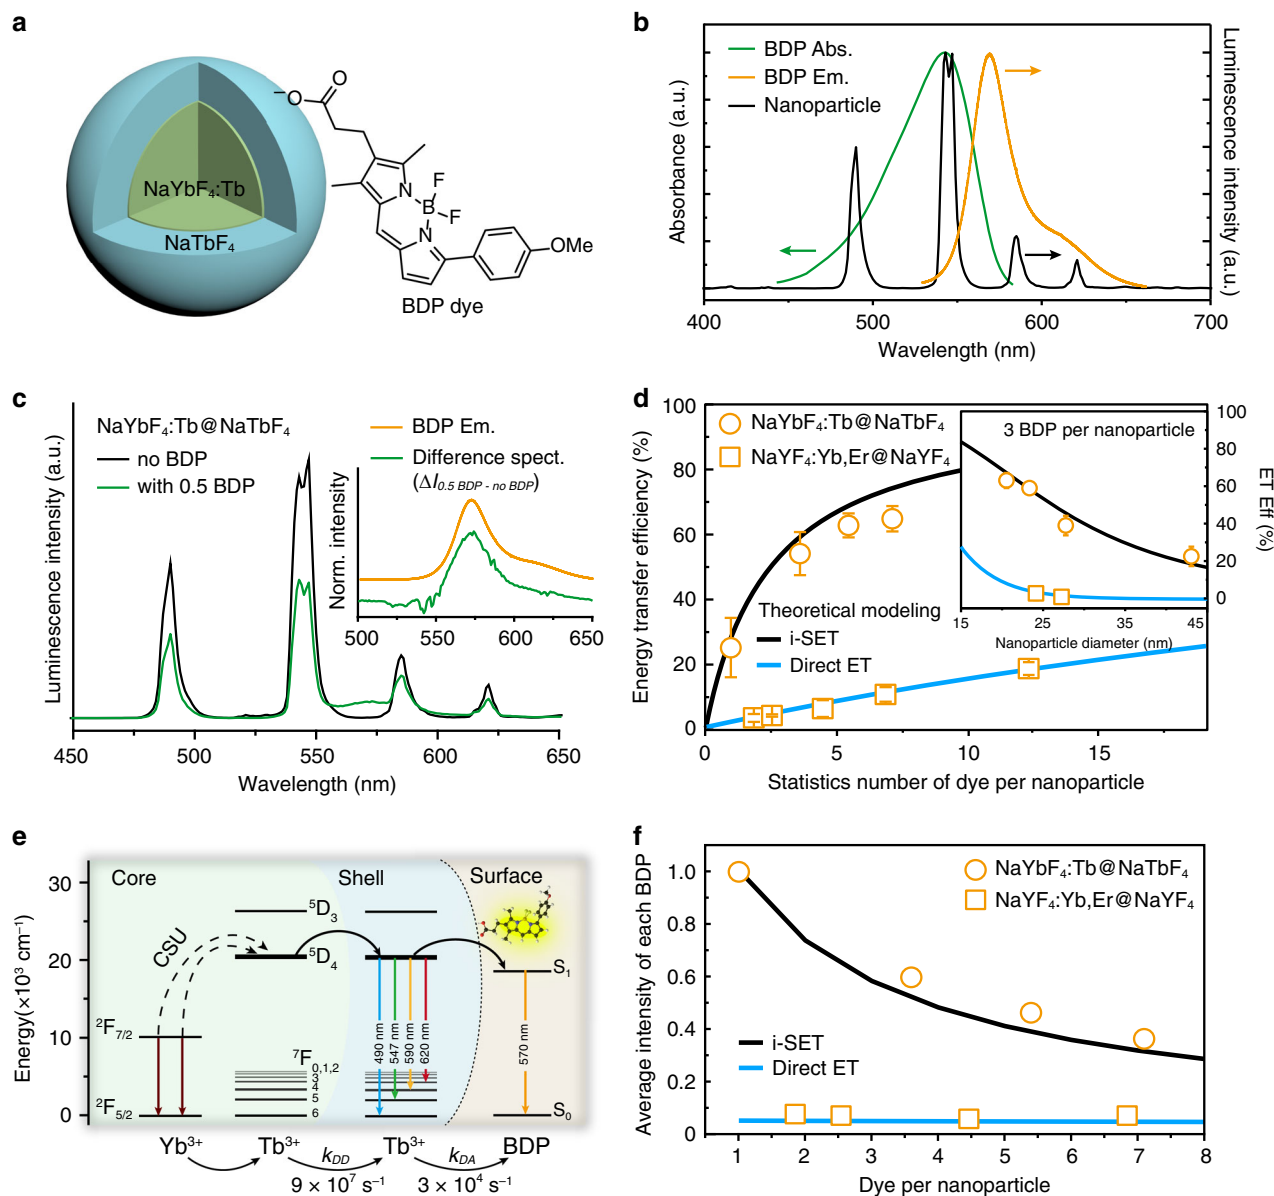 a
NaYbF₄:Tb
NaTbF₄
−O
O
F
F
N
B
N
OMe
BDP dye
b
BDP Abs.
BDP Em.
Nanoparticle
Absorbance (a.u.)
Luminescence intensity (a.u.)
400 500 600 700
Wavelength (nm)
c
NaYbF₄:Tb@NaTbF₄
no BDP
with 0.5 BDP
BDP Em.
Difference spect.
(ΔI0.5 BDP - no BDP)
Norm. intensity
500 550 600 650
Luminescence intensity (a.u.)
450 500 550 600 650
Wavelength (nm)
d
NaYbF₄:Tb@NaTbF₄
NaYF₄:Yb,Er@NaYF₄
Theoretical modeling
i-SET
Direct ET
Energy transfer efficiency (%)
100
80
60
40
20
0
0 5 10 15
Statistics number of dye per nanoparticle
3 BDP per nanoparticle
100
80
60
40
20
0
ET Eff (%)
15 25 35 45
Nanoparticle diameter (nm)
e
Core Shell Surface
Energy(×10³ cm⁻¹)
30
20
10
0
CSU
⁵D₃
⁵D₄
S₁
²F₇/₂
²F₅/₂
⁷F
0,1,2
3
4
5
6
490 nm
547 nm
590 nm
620 nm
570 nm
S₀
Yb³⁺ Tb³⁺ Tb³⁺ BDP
kDD kDA
9 × 10⁷ s⁻¹ 3 × 10⁴ s⁻¹
f
NaYbF₄:Tb@NaTbF₄
NaYF₄:Yb,Er@NaYF₄
i-SET
Direct ET
Average intensity of each BDP
1.0
0.8
0.6
0.4
0.2
0
1 2 3 4 5 6 7 8
Dye per nanoparticle